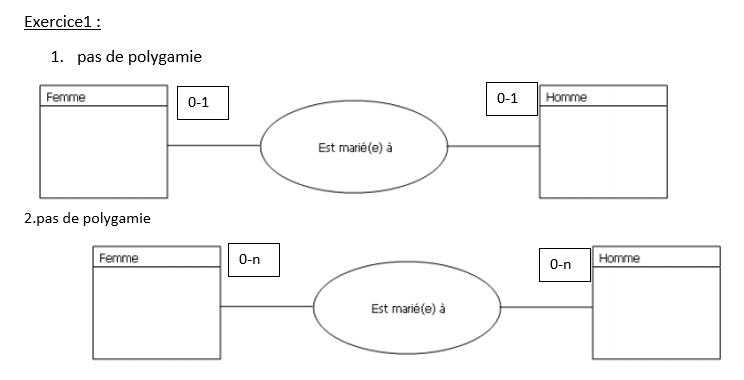 Exercice1 :
1. pas de polygamie
Femme
0-1
Est marié(e) à
0-1
Homme
2.pas de polygamie
Femme
0-n
Est marié(e) à
0-n
Homme